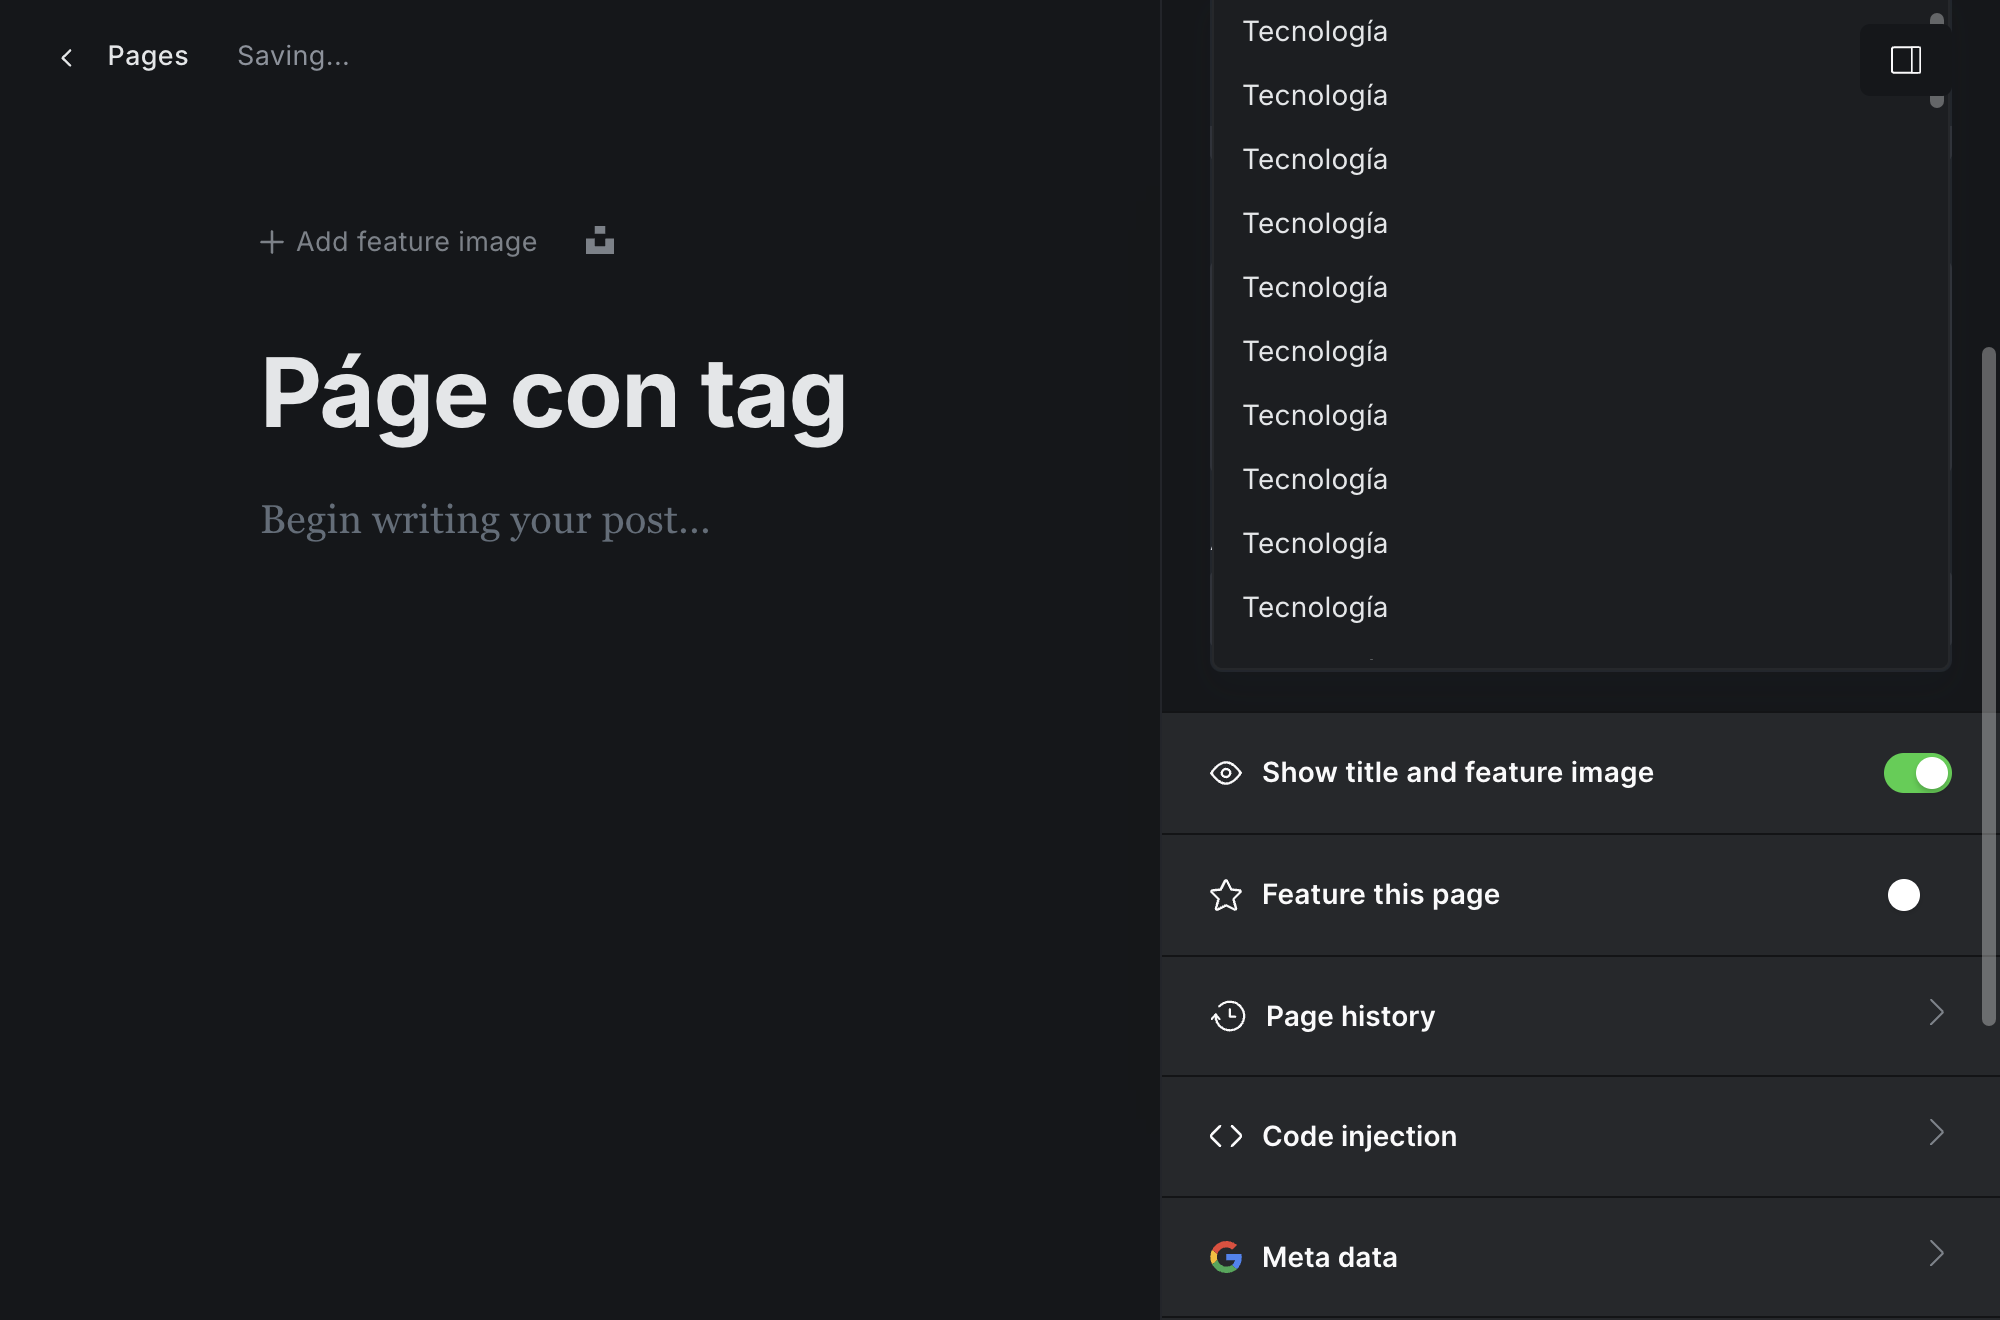 Pages Saving...
Add feature image
Páge con tag
Begin writing your post...
Tecnología
Tecnología
Tecnología
Tecnología
Tecnología
Tecnología
Tecnología
Tecnología
Tecnología
Tecnología
Show title and feature image
Feature this page
Page history
Code injection
Meta data